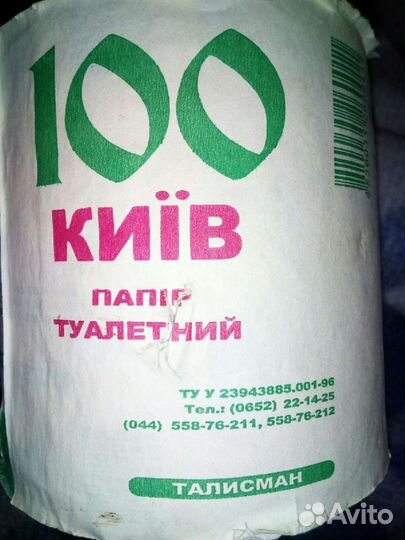 100
КИЇВ
ПАПІР
ТУАЛЕТНИЙ
ТУ У 23943885.001-96
Тел.: (0652) 22-14-25
(044) 558-76-211, 558-76-212
ТАЛИСМАН
Avito